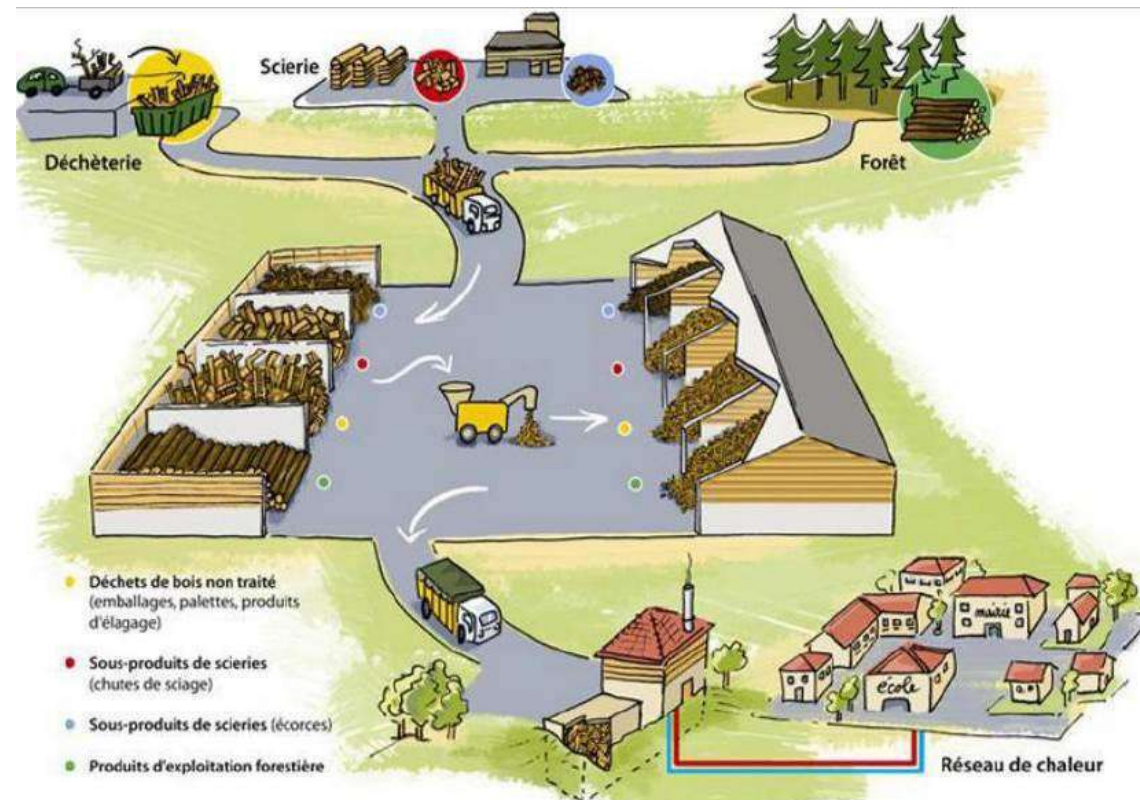 Scierie
Déchèterie
Forêt
Déchets de bois non traité
(emballages, palettes, produits
d'élagage)
Sous-produits de scieries
(chutes de sciage)
Sous-produits de scieries (écorces)
Produits d'exploitation forestière
mairie
école
Réseau de chaleur